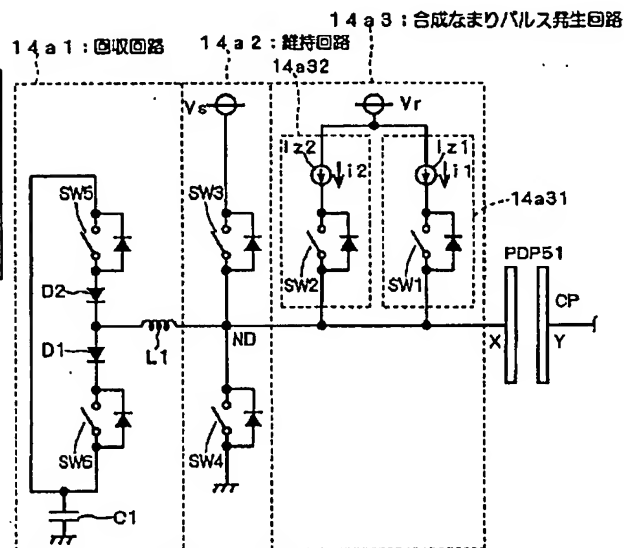 14a3:合成なまりパルス発生回路
14a1:回収回路
14a2:維持回路
14a32
Vs
Vr
Iz2
i2
Iz1
i1
14a31
SW5
SW3
SW2
SW1
PDP51
D2
CP
D1
L1
ND
X
Y
SW6
SW4
C1